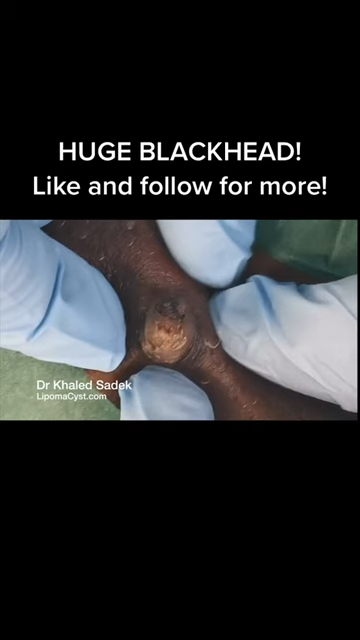 HUGE BLACKHEAD!
Like and follow for more!
Dr Khaled Sadek
LipomaCyst.com